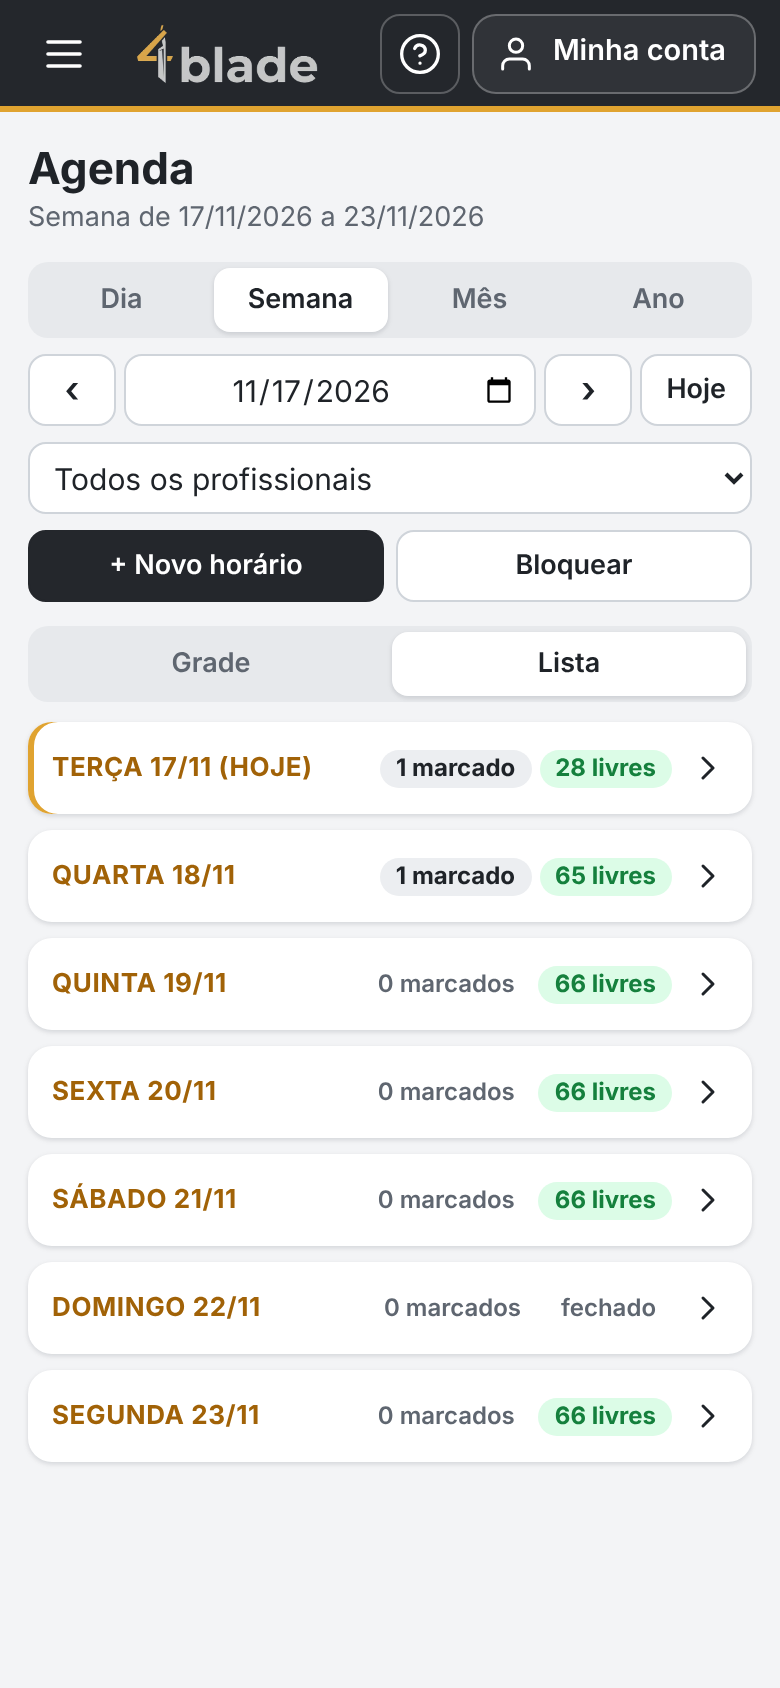 4blade
Minha conta
Agenda
Semana de 17/11/2026 a 23/11/2026
Dia Semana Mês Ano
11/17/2026 Hoje
Todos os profissionais
+ Novo horário Bloquear
Grade Lista
TERÇA 17/11 (HOJE) 1 marcado 28 livres
QUARTA 18/11 1 marcado 65 livres
QUINTA 19/11 0 marcados 66 livres
SEXTA 20/11 0 marcados 66 livres
SÁBADO 21/11 0 marcados 66 livres
DOMINGO 22/11 0 marcados fechado
SEGUNDA 23/11 0 marcados 66 livres